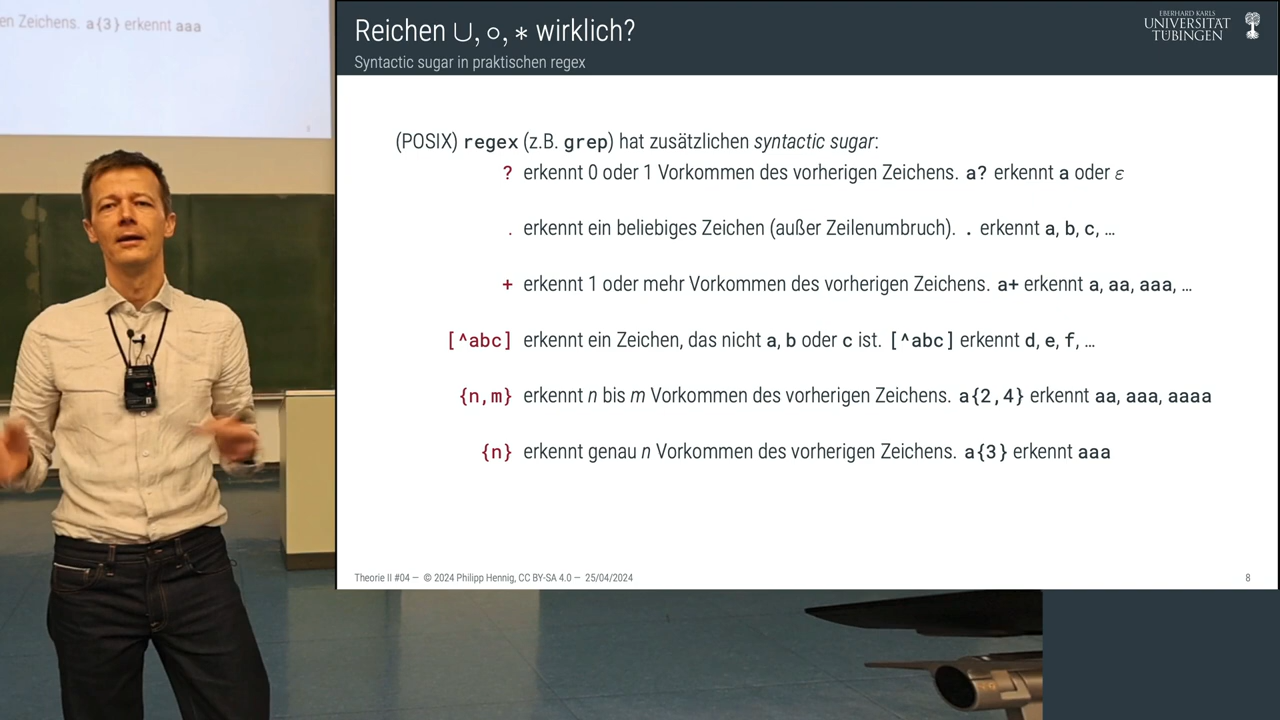 en Zeichens. a{3} erkennt aaa
Reichen ∪, ∘, ∗ wirklich?
Syntactic sugar in praktischen regex
EBERHARD KARLS
UNIVERSITÄT
TÜBINGEN
(POSIX) regex (z.B. grep) hat zusätzlichen syntactic sugar:
? erkennt 0 oder 1 Vorkommen des vorherigen Zeichens. a? erkennt a oder ε
. erkennt ein beliebiges Zeichen (außer Zeilenumbruch). . erkennt a, b, c, …
+ erkennt 1 oder mehr Vorkommen des vorherigen Zeichens. a+ erkennt a, aa, aaa, …
[^abc] erkennt ein Zeichen, das nicht a, b oder c ist. [^abc] erkennt d, e, f, …
{n,m} erkennt n bis m Vorkommen des vorherigen Zeichens. a{2,4} erkennt aa, aaa, aaaa
{n} erkennt genau n Vorkommen des vorherigen Zeichens. a{3} erkennt aaa
Theorie II #04 — © 2024 Philipp Hennig, CC BY-SA 4.0 — 25/04/2024
8